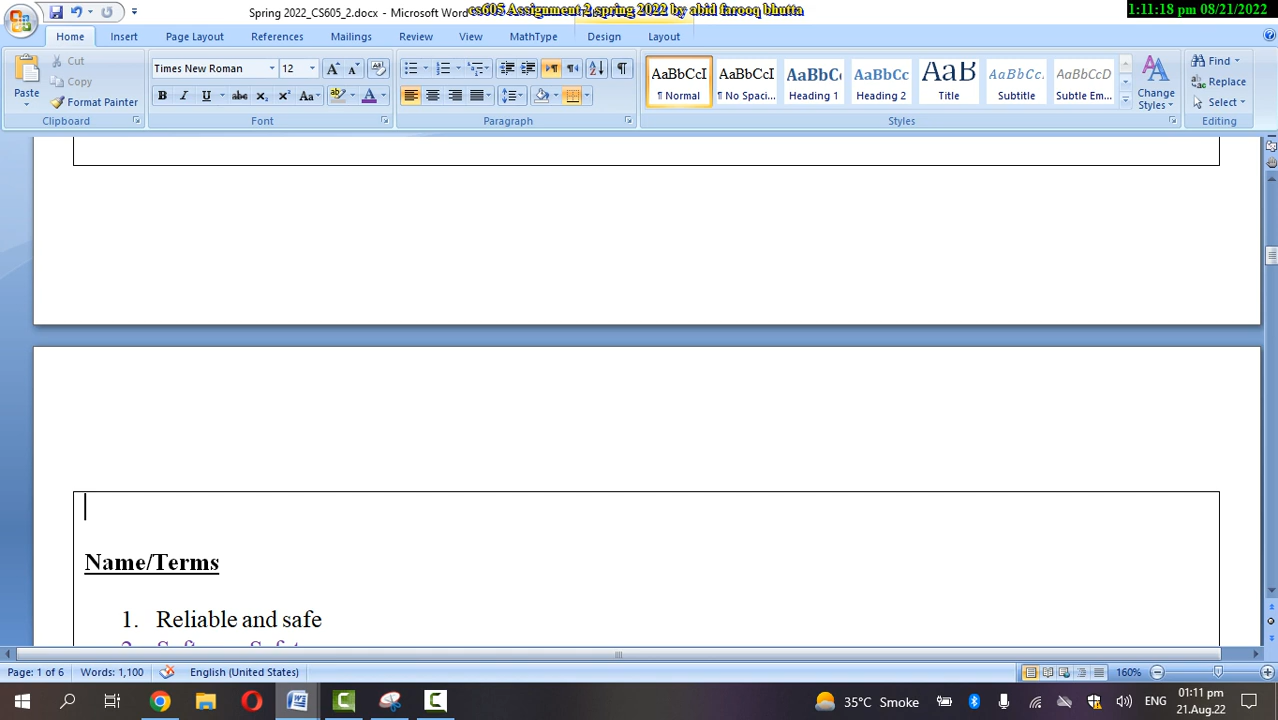 Spring 2022_CS605_2.docx - Microsoft Word
cs605 Assignment 2 spring 2022 by abid farooq bhutta
1:11:18 pm 08/21/2022
Home Insert Page Layout References Mailings Review View MathType Design Layout
Paste
Cut
Copy
Format Painter
Clipboard
Times New Roman 12
Font
Paragraph
AaBbCcI AaBbCcI AaBbC AaBbCc AaB AaBbCc. AaBbCcD
¶ Normal ¶ No Spaci... Heading 1 Heading 2 Title Subtitle Subtle Em...
Change
Styles
Styles
Find
Replace
Select
Editing
Name/Terms
1. Reliable and safe
Page: 1 of 6 Words: 1,100 English (United States) 160%
35°C Smoke ENG 01:11 pm
21.Aug.22